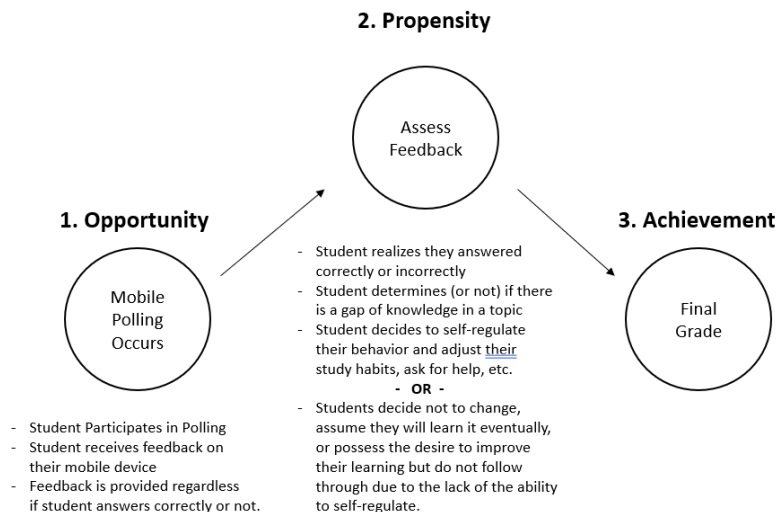 2. Propensity
Assess
Feedback
1. Opportunity
Mobile
Polling
Occurs
- Student Participates in Polling
- Student receives feedback on
their mobile device
- Feedback is provided regardless
if student answers correctly or not.
- Student realizes they answered
correctly or incorrectly
- Student determines (or not) if there
is a gap of knowledge in a topic
- Student decides to self-regulate
their behavior and adjust their
study habits, ask for help, etc.
- OR -
- Students decide not to change,
assume they will learn it eventually,
or possess the desire to improve
their learning but do not follow
through due to the lack of the ability
to self-regulate.
3. Achievement
Final
Grade